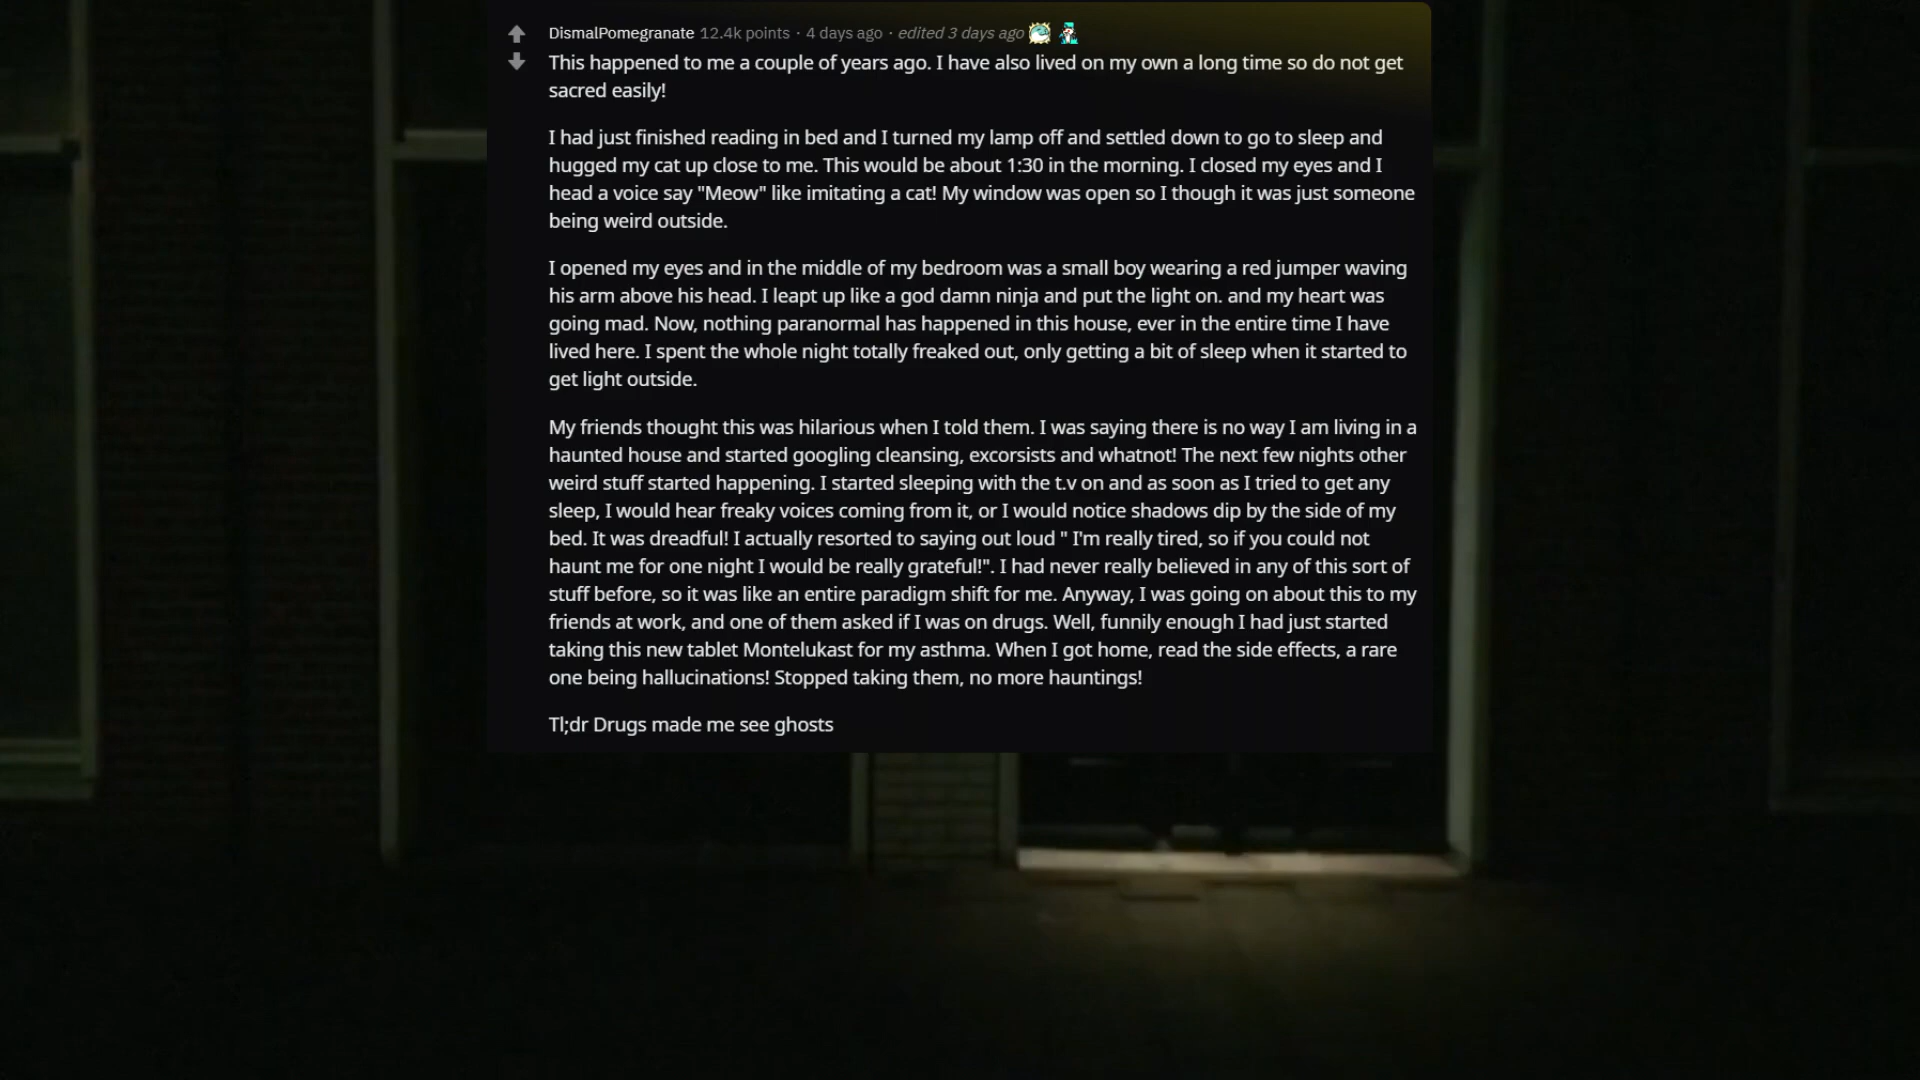 DismalPomegranate 12.4k points · 4 days ago · edited 3 days ago
This happened to me a couple of years ago. I have also lived on my own a long time so do not get
sacred easily!
I had just finished reading in bed and I turned my lamp off and settled down to go to sleep and
hugged my cat up close to me. This would be about 1:30 in the morning. I closed my eyes and I
head a voice say "Meow" like imitating a cat! My window was open so I though it was just someone
being weird outside.
I opened my eyes and in the middle of my bedroom was a small boy wearing a red jumper waving
his arm above his head. I leapt up like a god damn ninja and put the light on. and my heart was
going mad. Now, nothing paranormal has happened in this house, ever in the entire time I have
lived here. I spent the whole night totally freaked out, only getting a bit of sleep when it started to
get light outside.
My friends thought this was hilarious when I told them. I was saying there is no way I am living in a
haunted house and started googling cleansing, excorsists and whatnot! The next few nights other
weird stuff started happening. I started sleeping with the t.v on and as soon as I tried to get any
sleep, I would hear freaky voices coming from it, or I would notice shadows dip by the side of my
bed. It was dreadful! I actually resorted to saying out loud " I'm really tired, so if you could not
haunt me for one night I would be really grateful!". I had never really believed in any of this sort of
stuff before, so it was like an entire paradigm shift for me. Anyway, I was going on about this to my
friends at work, and one of them asked if I was on drugs. Well, funnily enough I had just started
taking this new tablet Montelukast for my asthma. When I got home, read the side effects, a rare
one being hallucinations! Stopped taking them, no more hauntings!
Tl;dr Drugs made me see ghosts